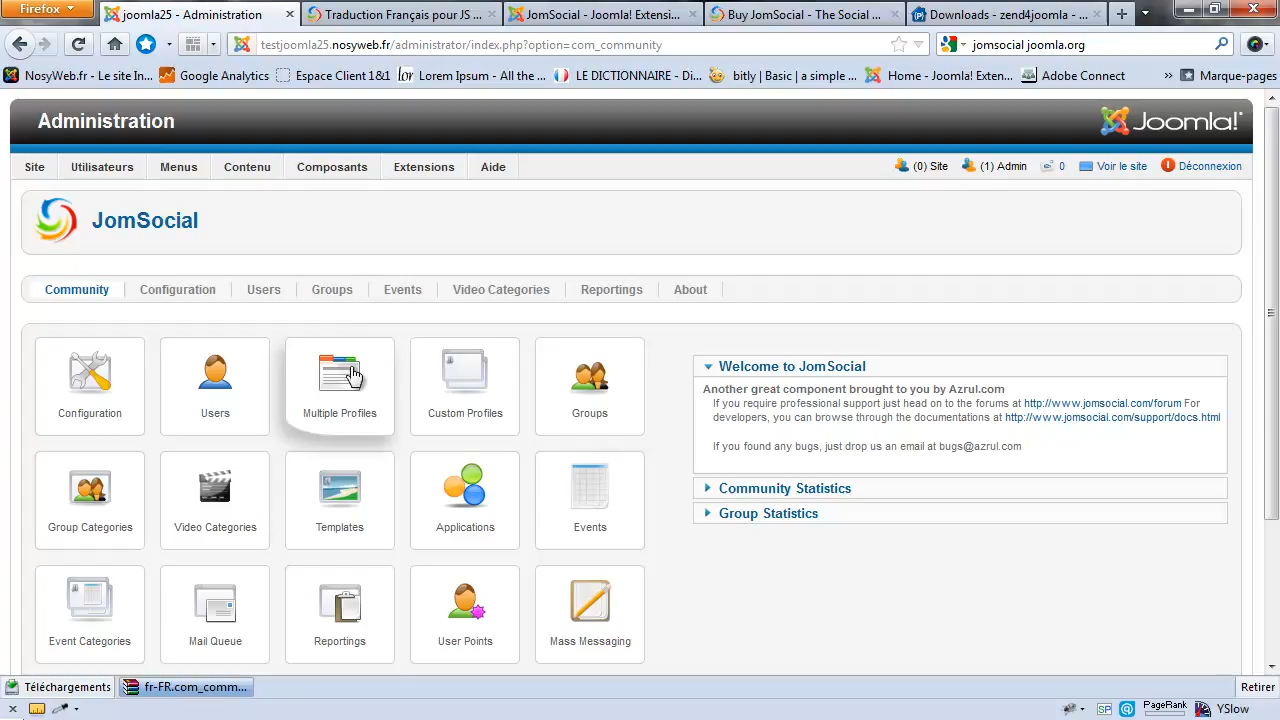 Firefox
joomla25 - Administration
Traduction Français pour JS ...
JomSocial - Joomla! Extensi...
Buy JomSocial - The Social ...
Downloads - zend4joomla - ...
testjoomla25.nosyweb.fr/administrator/index.php?option=com_community
jomsocial joomla.org
NosyWeb.fr - Le site In...
Google Analytics
Espace Client 1&1
Lorem Ipsum - All the ...
LE DICTIONNAIRE - Di...
bitly | Basic | a simple ...
Home - Joomla! Exten...
Adobe Connect
»
Marque-pages
Administration
Joomla!
Site
Utilisateurs
Menus
Contenu
Composants
Extensions
Aide
(0) Site
(1) Admin
0
Voir le site
Déconnexion
JomSocial
Community
Configuration
Users
Groups
Events
Video Categories
Reportings
About
Configuration
Users
Multiple Profiles
Custom Profiles
Groups
Group Categories
Video Categories
Templates
Applications
Events
Event Categories
Mail Queue
Reportings
User Points
Mass Messaging
Welcome to JomSocial
Another great component brought to you by Azrul.com
If you require professional support just head on to the forums at http://www.jomsocial.com/forum For
developers, you can browse through the documentations at http://www.jomsocial.com/support/docs.html
If you found any bugs, just drop us an email at bugs@azrul.com
Community Statistics
Group Statistics
Téléchargements
fr-FR.com_comm...
Retirer
SP
PageRank
YSlow